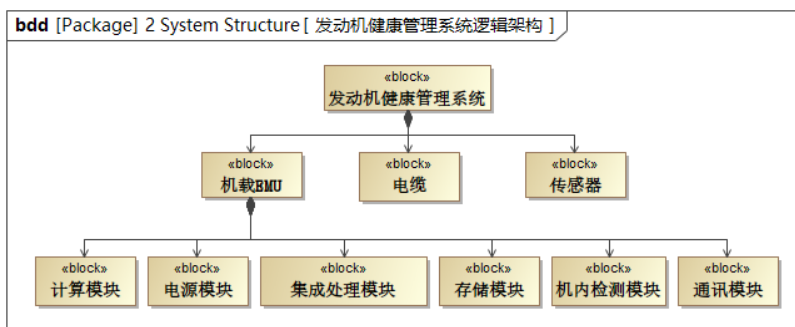 bdd [Package] 2 System Structure [ 发动机健康管理系统逻辑架构 ]
«block»
发动机健康管理系统
«block» «block» «block»
机载EMU 电缆 传感器
«block» «block» «block» «block» «block» «block»
计算模块 电源模块 集成处理模块 存储模块 机内检测模块 通讯模块